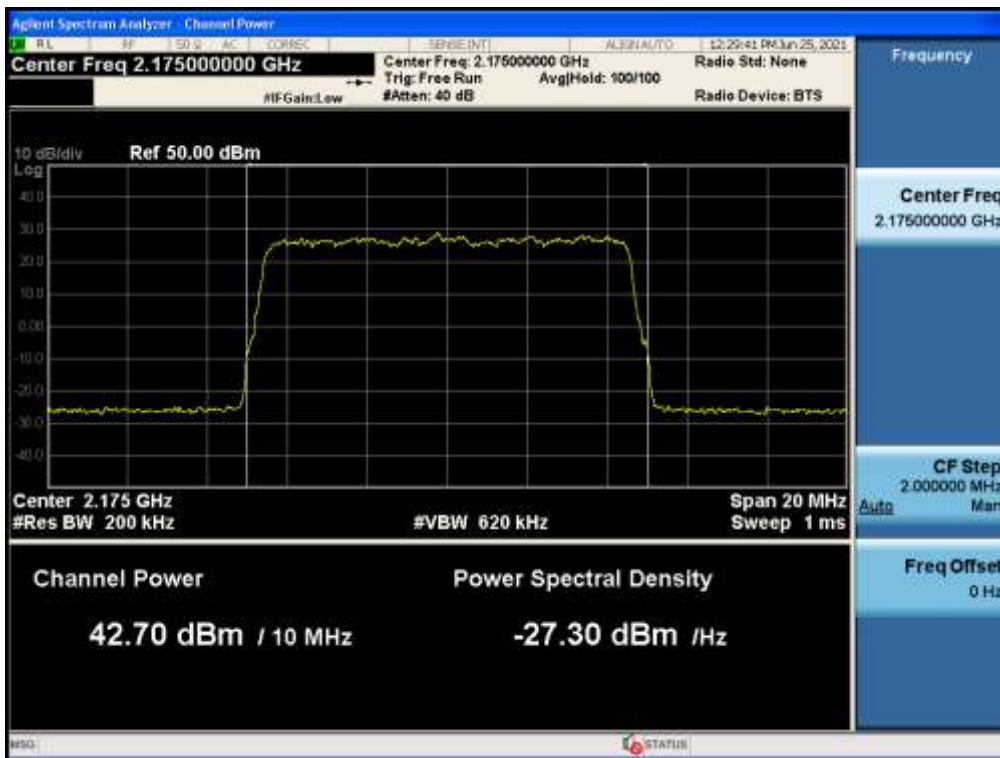 Agilent Spectrum Analyzer - Channel Power
RL RF 50 Ω AC CORREC SENSE:INT ALIGN AUTO 12:29:41 PM Jun 25, 2021
Center Freq 2.175000000 GHz
Center Freq: 2.175000000 GHz
Radio Std: None
Trig: Free Run Avg|Hold: 100/100
#IFGain:Low #Atten: 40 dB Radio Device: BTS
10 dB/div Ref 50.00 dBm
Log
40.0
30.0
20.0
10.0
0.00
-10.0
-20.0
-30.0
-40.0
Center 2.175 GHz Span 20 MHz
#Res BW 200 kHz #VBW 620 kHz Sweep 1 ms
Channel Power Power Spectral Density
42.70 dBm / 10 MHz -27.30 dBm /Hz
Frequency
Center Freq
2.175000000 GHz
CF Step
2.000000 MHz
Auto Man
Freq Offset
0 Hz
MSG STATUS